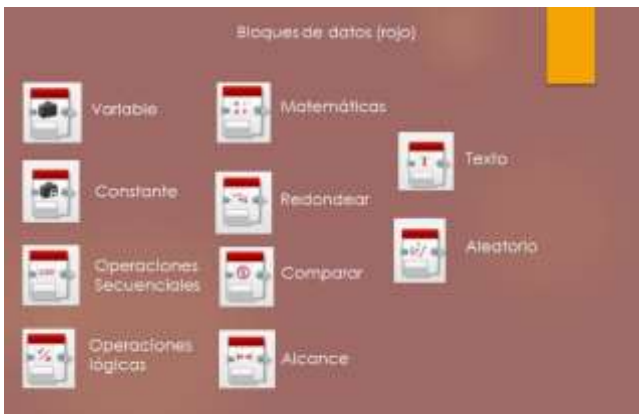 Bloques de datos (rojo)
Variable
Matemáticas
Texto
Constante
Redondear
Aleatorio
Operaciones
Secuenciales
Comparar
Operaciones
lógicas
Alcance